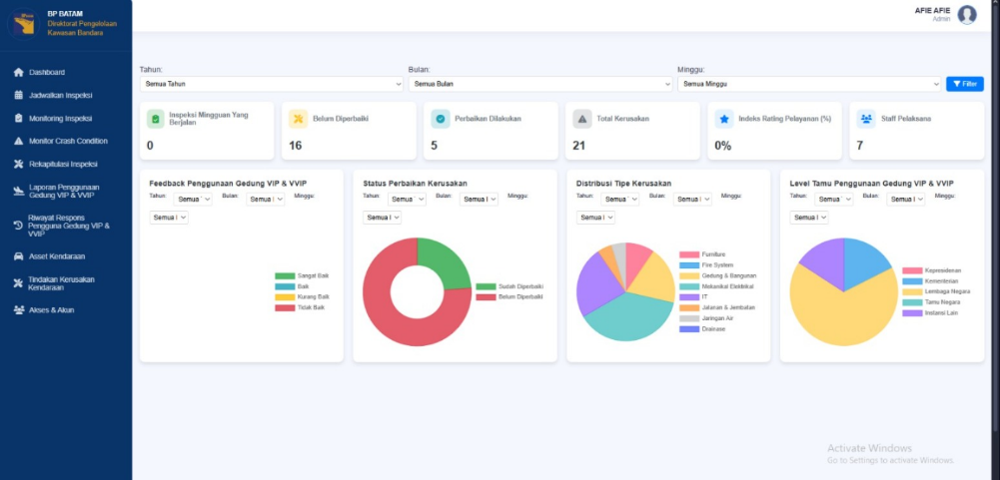 BP BATAM
Direktorat Pengelolaan
Kawasan Bandara
AFIE AFIE
Admin
Dashboard
Jadwalkan Inspeksi
Monitoring Inspeksi
Monitor Crash Condition
Rekapitulasi Inspeksi
Laporan Penggunaan
Gedung VIP & VVIP
Riwayat Respons
Pengguna Gedung VIP &
VVIP
Asset Kendaraan
Tindakan Kerusakan
Kendaraan
Akses & Akun
Tahun:
Semua Tahun
Bulan:
Semua Bulan
Minggu:
Semua Minggu
Filter
Inspeksi Mingguan Yang
Berjalan
0
Belum Diperbaiki
16
Perbaikan Dilakukan
5
Total Kerusakan
21
Indeks Rating Pelayanan (%)
0%
Staff Pelaksana
7
Feedback Penggunaan Gedung VIP & VVIP
Tahun: Semua Bulan: Semua Minggu:
Semua
Sangat Baik
Baik
Kurang Baik
Tidak Baik
Status Perbaikan Kerusakan
Tahun: Semua Bulan: Semua Minggu:
Semua
Sudah Diperbaiki
Belum Diperbaiki
Distribusi Tipe Kerusakan
Tahun: Semua Bulan: Semua Minggu:
Semua
Furniture
Fire System
Gedung & Bangunan
Mekanikal Elektrikal
IT
Jalanan & Jembatan
Jaringan Air
Drainase
Level Tamu Penggunaan Gedung VIP & VVIP
Tahun: Semua Bulan: Semua Minggu:
Semua
Kepresidenan
Kementerian
Lembaga Negara
Tamu Negara
Instansi Lain
Activate Windows
Go to Settings to activate Windows.